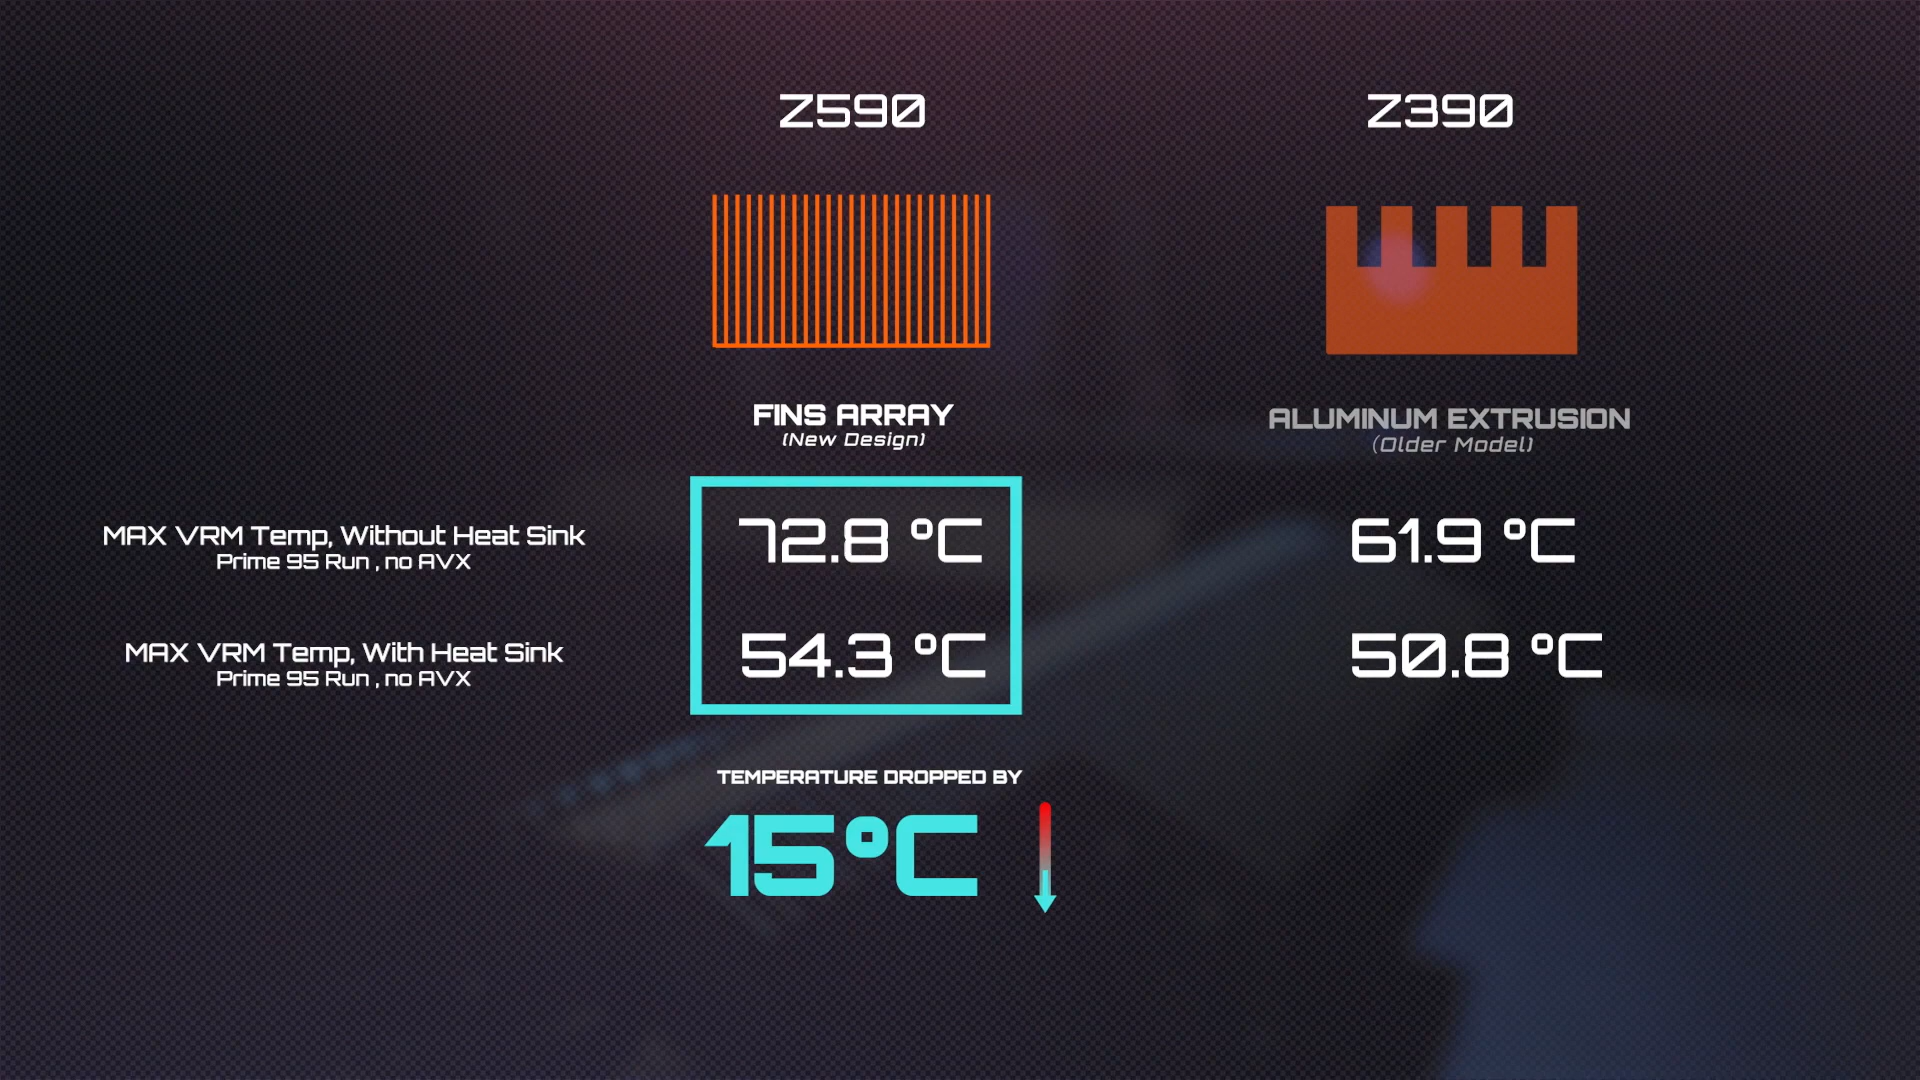 Z590
Z390
FINS ARRAY
(New Design)
ALUMINUM EXTRUSION
(Older Model)
MAX VRM Temp, Without Heat Sink
Prime 95 Run , no AVX
72.8 °C
61.9 °C
MAX VRM Temp, With Heat Sink
Prime 95 Run , no AVX
54.3 °C
50.8 °C
TEMPERATURE DROPPED BY
15°C